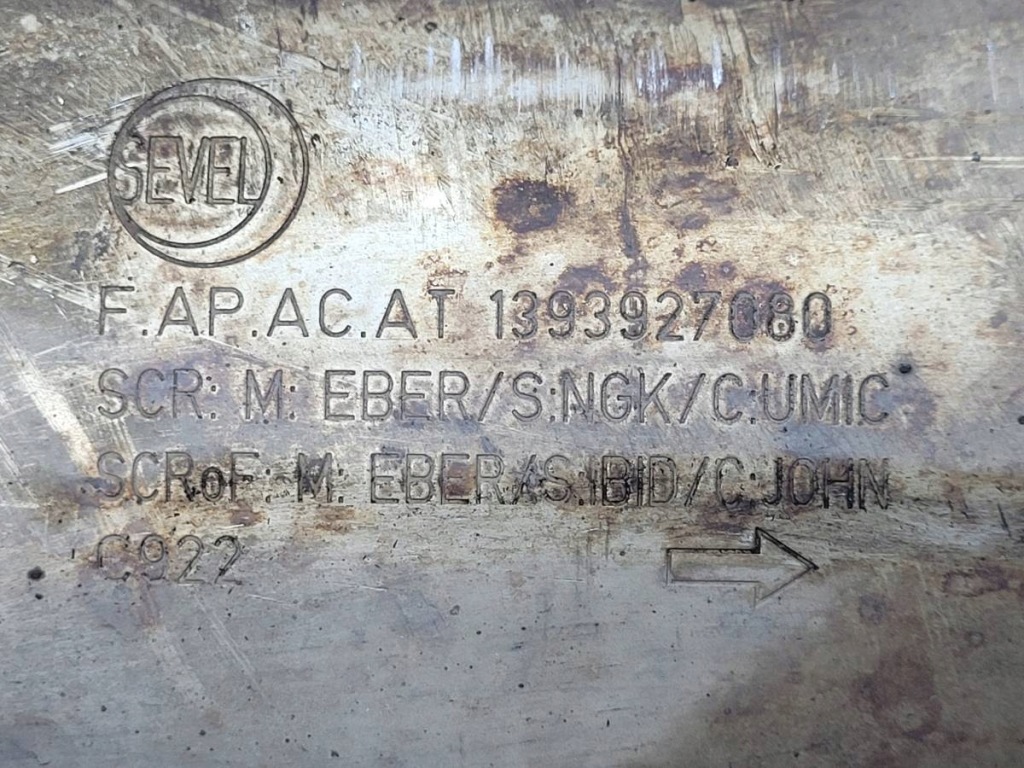 SEVEL
F.AP.AC.AT 1393927080
SCR: M: EBER/S:NGK/C:UMIC
SCRoF: M: EBER/S:IBID/C:JOHN
C922